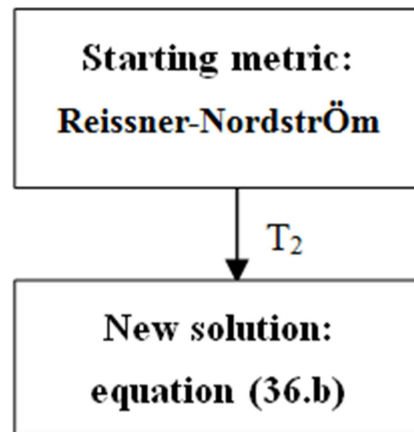 Starting metric:
Reissner-NordstrÖm
T₂
New solution:
equation (36.b)